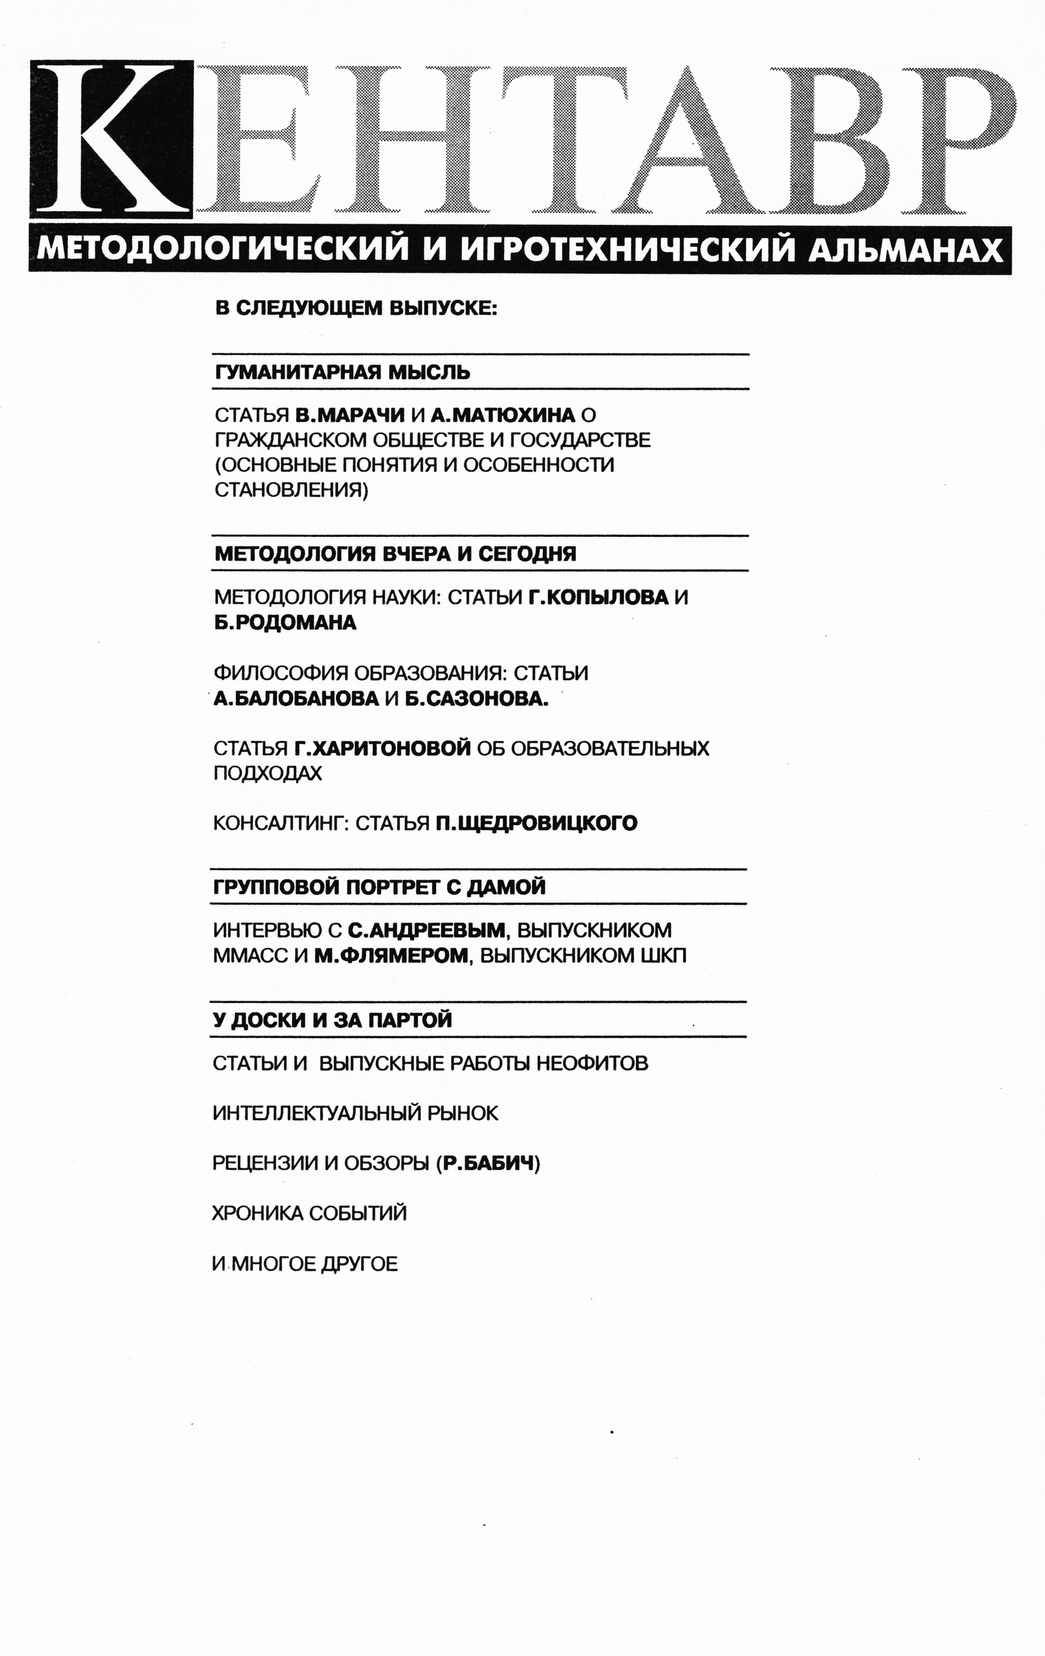 КЕНТАВР
МЕТОДОЛОГИЧЕСКИЙ И ИГРОТЕХНИЧЕСКИЙ АЛЬМАНАХ
В СЛЕДУЮЩЕМ ВЫПУСКЕ:
ГУМАНИТАРНАЯ МЫСЛЬ
СТАТЬЯ В.МАРАЧИ И А.МАТЮХИНА О
ГРАЖДАНСКОМ ОБЩЕСТВЕ И ГОСУДАРСТВЕ
(ОСНОВНЫЕ ПОНЯТИЯ И ОСОБЕННОСТИ
СТАНОВЛЕНИЯ)
МЕТОДОЛОГИЯ ВЧЕРА И СЕГОДНЯ
МЕТОДОЛОГИЯ НАУКИ: СТАТЬИ Г.КОПЫЛОВА И
Б.РОДОМАНА
ФИЛОСОФИЯ ОБРАЗОВАНИЯ: СТАТЬИ
А.БАЛОБАНОВА И Б.САЗОНОВА.
СТАТЬЯ Г.ХАРИТОНОВОЙ ОБ ОБРАЗОВАТЕЛЬНЫХ
ПОДХОДАХ
КОНСАЛТИНГ: СТАТЬЯ П.ЩЕДРОВИЦКОГО
ГРУППОВОЙ ПОРТРЕТ С ДАМОЙ
ИНТЕРВЬЮ С С.АНДРЕЕВЫМ, ВЫПУСКНИКОМ
ММАСС И М.ФЛЯМЕРОМ, ВЫПУСКНИКОМ ШКП
У ДОСКИ И ЗА ПАРТОЙ
СТАТЬИ И ВЫПУСКНЫЕ РАБОТЫ НЕОФИТОВ
ИНТЕЛЛЕКТУАЛЬНЫЙ РЫНОК
РЕЦЕНЗИИ И ОБЗОРЫ (Р.БАБИЧ)
ХРОНИКА СОБЫТИЙ
И МНОГОЕ ДРУГОЕ